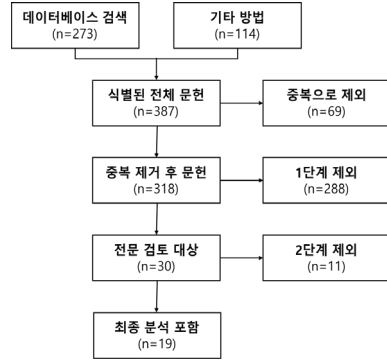 데이터베이스 검색
(n=273)
기타 방법
(n=114)
식별된 전체 문헌
(n=387)
중복으로 제외
(n=69)
중복 제거 후 문헌
(n=318)
1단계 제외
(n=288)
전문 검토 대상
(n=30)
2단계 제외
(n=11)
최종 분석 포함
(n=19)